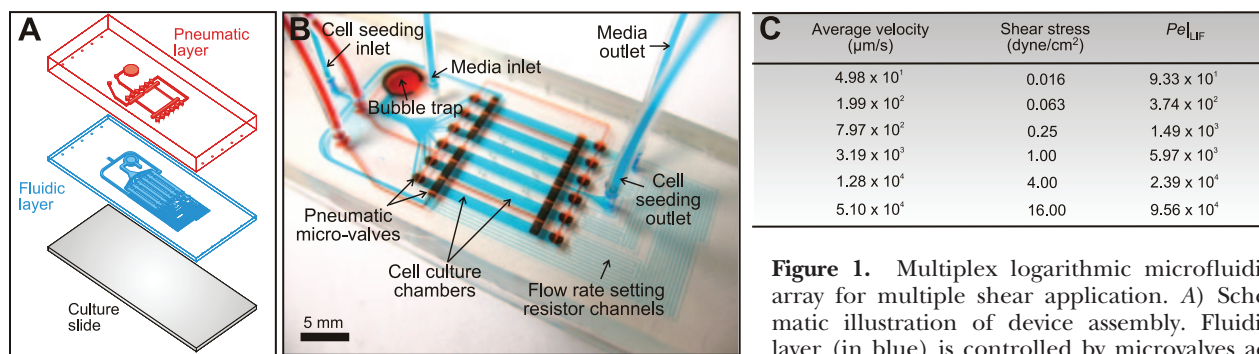 A
Pneumatic
layer
Fluidic
layer
Culture
slide
B
Cell seeding
inlet
Media inlet
Bubble trap
Media
outlet
Cell
seeding
outlet
Pneumatic
micro-valves
Cell culture
chambers
Flow rate setting
resistor channels
5 mm
C
Average velocity Shear stress Pe|LIF
(µm/s) (dyne/cm²)
4.98 x 10¹ 0.016 9.33 x 10¹
1.99 x 10² 0.063 3.74 x 10²
7.97 x 10² 0.25 1.49 x 10³
3.19 x 10³ 1.00 5.97 x 10³
1.28 x 10⁴ 4.00 2.39 x 10⁴
5.10 x 10⁴ 16.00 9.56 x 10⁴
Figure 1. Multiplex logarithmic microfluidi
array for multiple shear application. A) Sche
matic illustration of device assembly. Fluidi
layer (in blue) is controlled by microvalves ac